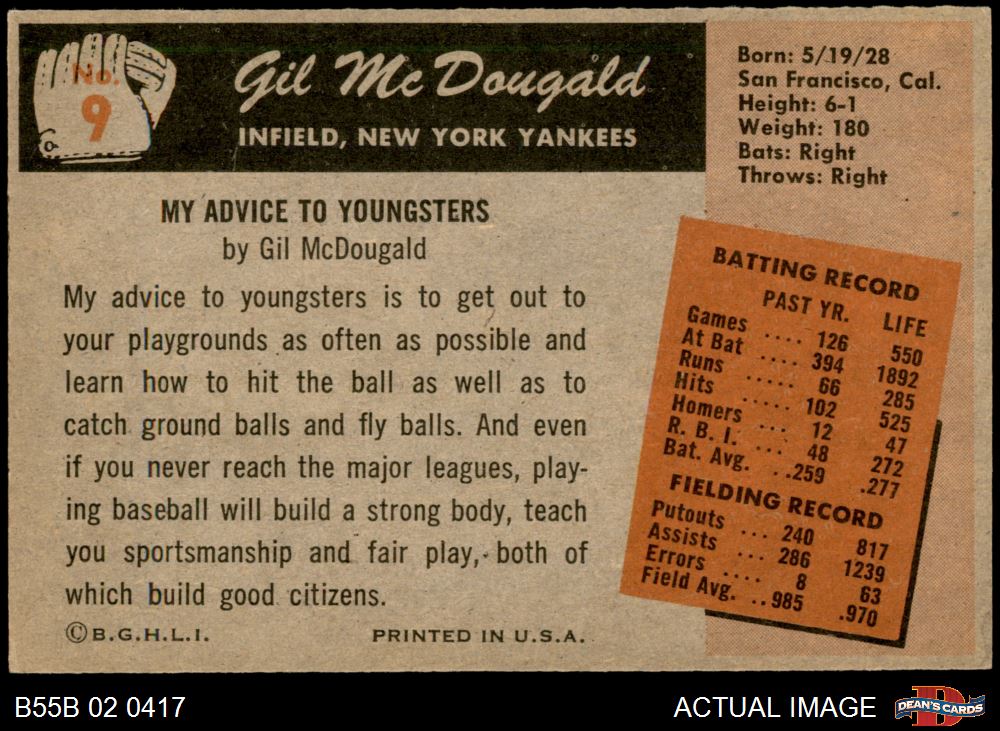 No.
9
Gil McDougald
INFIELD, NEW YORK YANKEES
Born: 5/19/28
San Francisco, Cal.
Height: 6-1
Weight: 180
Bats: Right
Throws: Right
MY ADVICE TO YOUNGSTERS
by Gil McDougald
My advice to youngsters is to get out to
your playgrounds as often as possible and
learn how to hit the ball as well as to
catch ground balls and fly balls. And even
if you never reach the major leagues, play-
ing baseball will build a strong body, teach
you sportsmanship and fair play, both of
which build good citizens.
©B.G.H.L.I. PRINTED IN U.S.A.
BATTING RECORD
PAST YR. LIFE
Games .... 126 550
At Bat .... 394 1892
Runs ..... 66 285
Hits ...... 102 525
Homers ... 12 47
R. B. I. ... 48 272
Bat. Avg. ...259 .277
FIELDING RECORD
Putouts ... 240 817
Assists ... 286 1239
Errors .... 8 63
Field Avg. ..985 .970
B55B 02 0417
ACTUAL IMAGE
D
DEAN'S CARDS